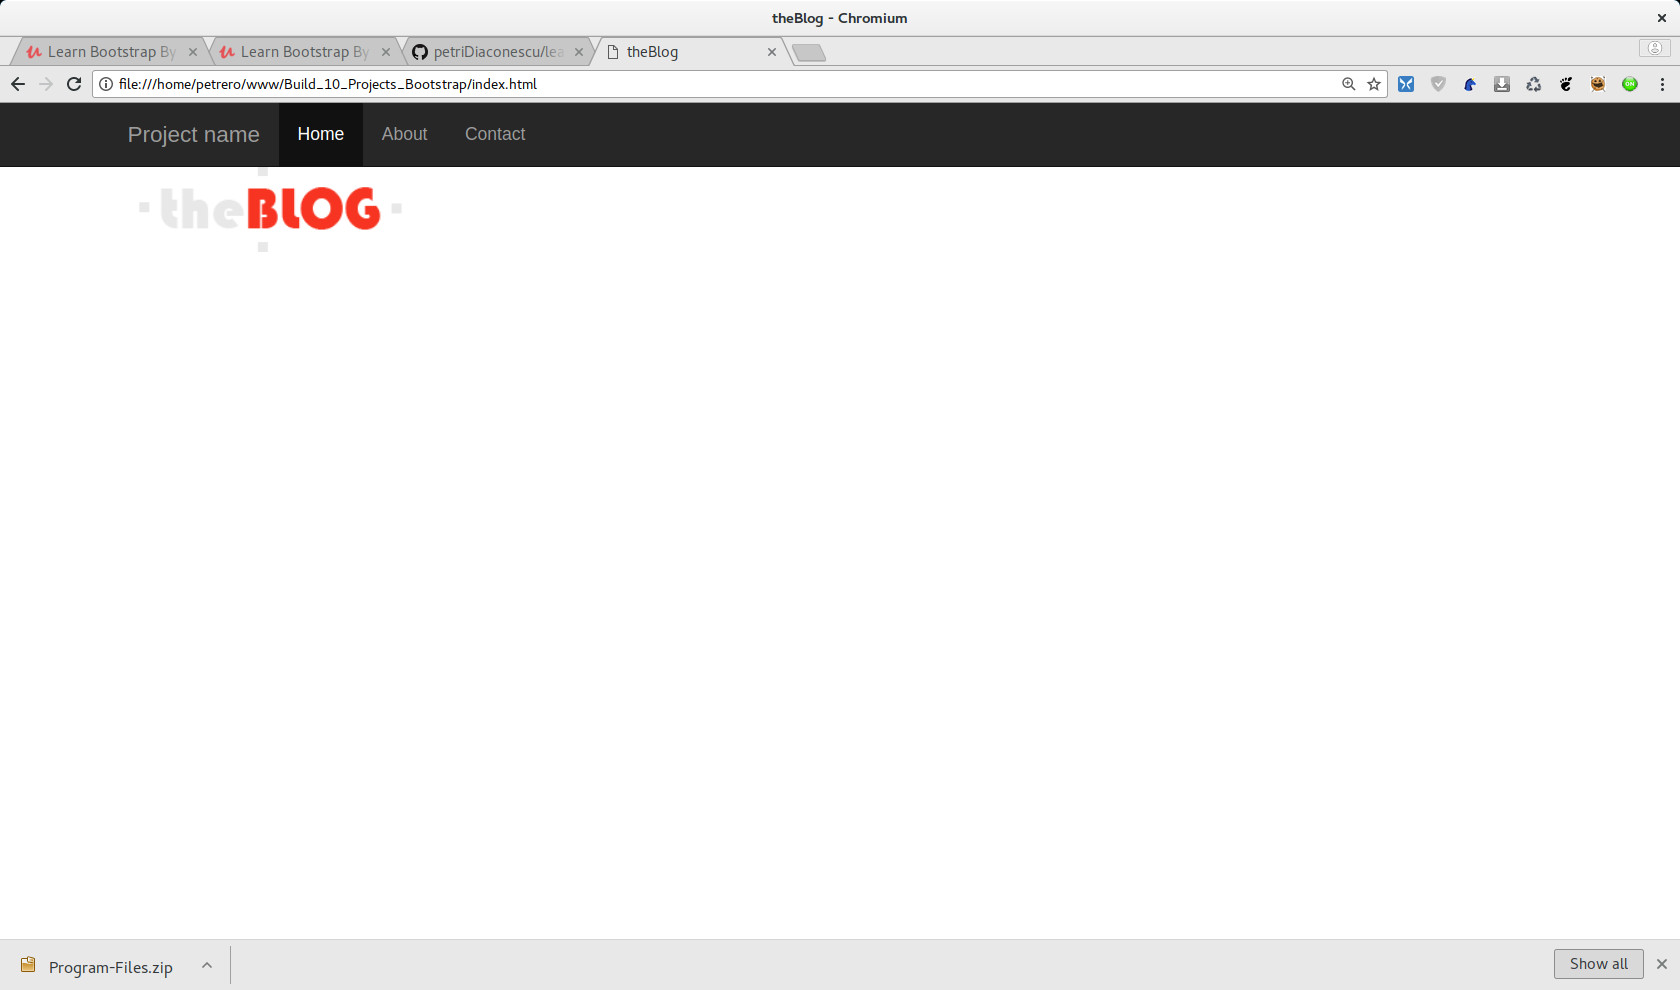 theBlog - Chromium
Learn Bootstrap By
Learn Bootstrap By
petriDiaconescu/lea
theBlog
file:///home/petrero/www/Build_10_Projects_Bootstrap/index.html
ON
Project name
Home
About
Contact
theBLOG
Program-Files.zip
Show all